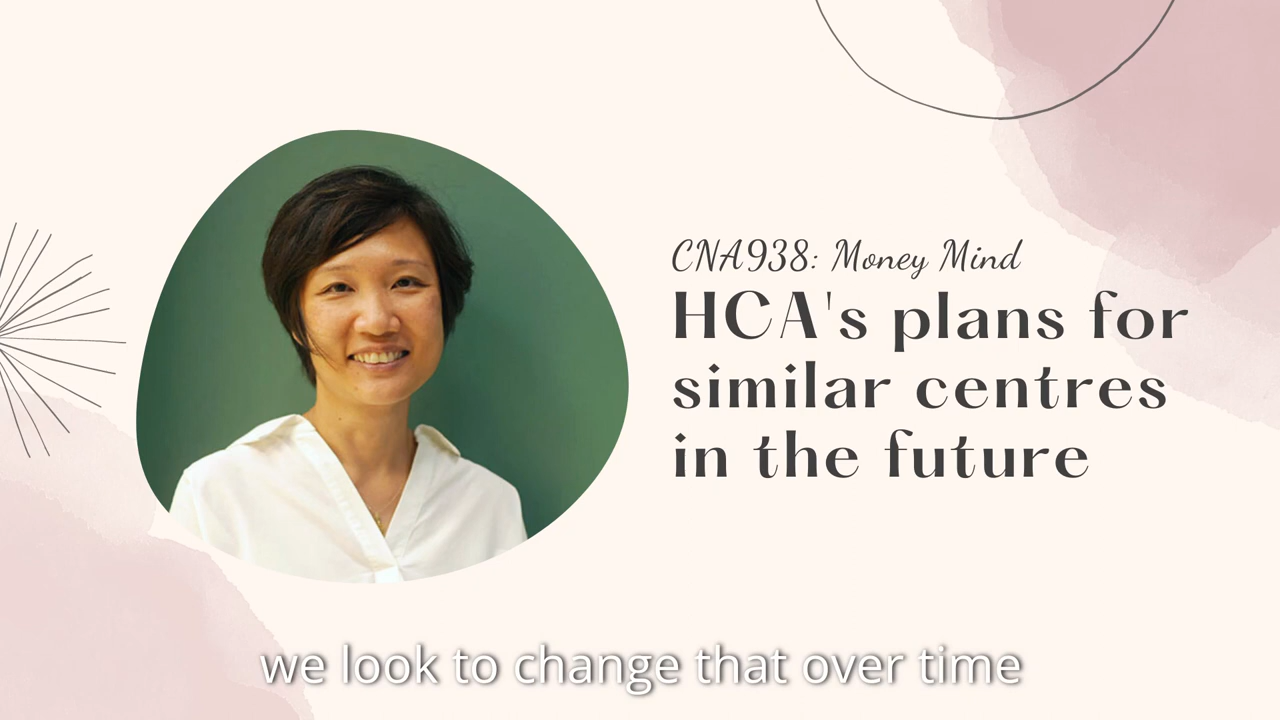 CNA938: Money Mind
HCA's plans for
similar centres
in the future
we look to change that over time